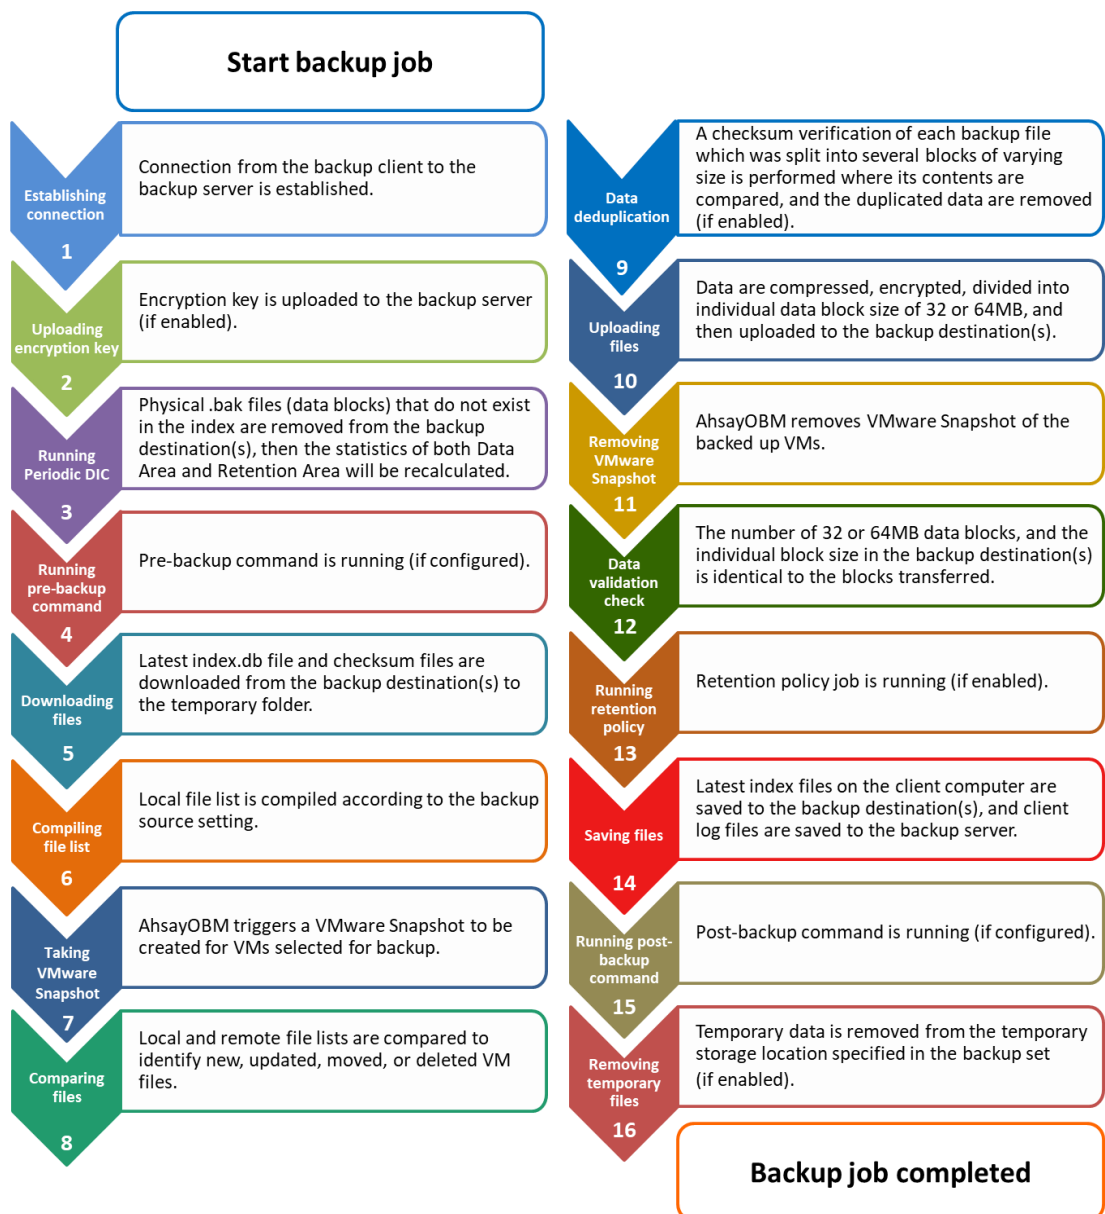 Start backup job
Establishing
connection
1
Connection from the backup client to the
backup server is established.
Uploading
encryption key
2
Encryption key is uploaded to the backup server
(if enabled).
Running
Periodic DIC
3
Physical .bak files (data blocks) that do not exist
in the index are removed from the backup
destination(s), then the statistics of both Data
Area and Retention Area will be recalculated.
Running
pre-backup
command
4
Pre-backup command is running (if configured).
Downloading
files
5
Latest index.db file and checksum files are
downloaded from the backup destination(s) to
the temporary folder.
Compiling
file list
6
Local file list is compiled according to the backup
source setting.
Taking
VMware
Snapshot
7
AhsayOBM triggers a VMware Snapshot to be
created for VMs selected for backup.
Comparing
files
8
Local and remote file lists are compared to
identify new, updated, moved, or deleted VM
files.
Data
deduplication
9
A checksum verification of each backup file
which was split into several blocks of varying
size is performed where its contents are
compared, and the duplicated data are removed
(if enabled).
Uploading
files
10
Data are compressed, encrypted, divided into
individual data block size of 32 or 64MB, and
then uploaded to the backup destination(s).
Removing
VMware
Snapshot
11
AhsayOBM removes VMware Snapshot of the
backed up VMs.
Data
validation
check
12
The number of 32 or 64MB data blocks, and the
individual block size in the backup destination(s)
is identical to the blocks transferred.
Running
retention
policy
13
Retention policy job is running (if enabled).
Saving files
14
Latest index files on the client computer are
saved to the backup destination(s), and client
log files are saved to the backup server.
Running post-
backup
command
15
Post-backup command is running (if configured).
Removing
temporary
files
16
Temporary data is removed from the temporary
storage location specified in the backup set
(if enabled).
Backup job completed